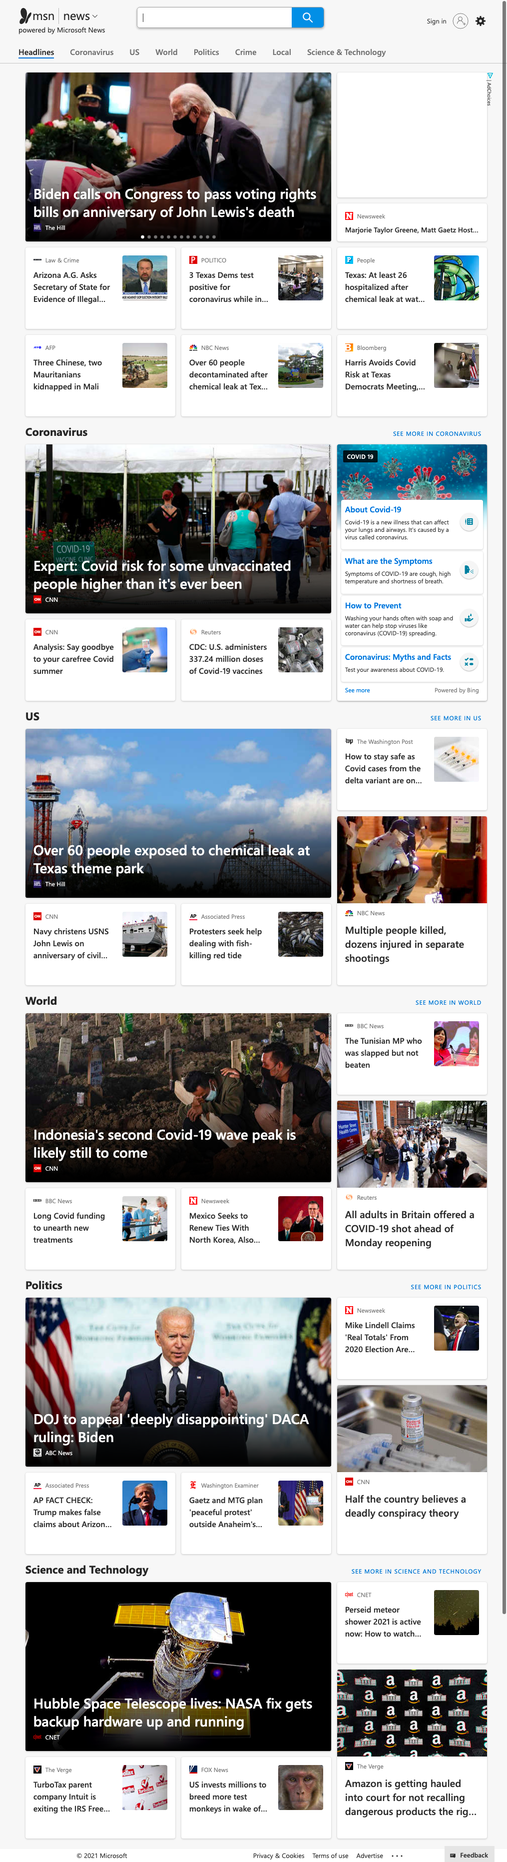 msn news
powered by Microsoft News
Sign in
Headlines Coronavirus US World Politics Crime Local Science & Technology
AdChoices
Biden calls on Congress to pass voting rights
bills on anniversary of John Lewis's death
The Hill
Newsweek
Marjorie Taylor Greene, Matt Gaetz Host...
Law & Crime
Arizona A.G. Asks
Secretary of State for
Evidence of Illegal...
POLITICO
3 Texas Dems test
positive for
coronavirus while in...
People
Texas: At least 26
hospitalized after
chemical leak at wat...
AFP
Three Chinese, two
Mauritanians
kidnapped in Mali
NBC News
Over 60 people
decontaminated after
chemical leak at Tex...
Bloomberg
Harris Avoids Covid
Risk at Texas
Democrats Meeting,...
Coronavirus
SEE MORE IN CORONAVIRUS
COVID-19
Expert: Covid risk for some unvaccinated
people higher than it's ever been
CNN
COVID 19
About Covid-19
Covid-19 is a new illness that can affect
your lungs and airways. It's caused by a
virus called coronavirus.
What are the Symptoms
Symptoms of COVID-19 are cough, high
temperature and shortness of breath.
How to Prevent
Washing your hands often with soap and
water can help stop viruses like
coronavirus (COVID-19) spreading.
Coronavirus: Myths and Facts
Test your awareness about COVID-19.
See more
Powered by Bing
CNN
Analysis: Say goodbye
to your carefree Covid
summer
Reuters
CDC: U.S. administers
337.24 million doses
of Covid-19 vaccines
US
SEE MORE IN US
Over 60 people exposed to chemical leak at
Texas theme park
The Hill
The Washington Post
How to stay safe as
Covid cases from the
delta variant are on...
NBC News
Multiple people killed,
dozens injured in separate
shootings
CNN
Navy christens USNS
John Lewis on
anniversary of civil...
Associated Press
Protesters seek help
dealing with fish-
killing red tide
World
SEE MORE IN WORLD
Indonesia's second Covid-19 wave peak is
likely still to come
CNN
BBC News
The Tunisian MP who
was slapped but not
beaten
Reuters
All adults in Britain offered a
COVID-19 shot ahead of
Monday reopening
BBC News
Long Covid funding
to unearth new
treatments
Newsweek
Mexico Seeks to
Renew Ties With
North Korea, Also...
Politics
SEE MORE IN POLITICS
DOJ to appeal 'deeply disappointing' DACA
ruling: Biden
ABC News
Newsweek
Mike Lindell Claims
'Real Totals' From
2020 Election Are...
CNN
Half the country believes a
deadly conspiracy theory
Associated Press
AP FACT CHECK:
Trump makes false
claims about Arizon...
Washington Examiner
Gaetz and MTG plan
'peaceful protest'
outside Anaheim's...
Science and Technology
SEE MORE IN SCIENCE AND TECHNOLOGY
Hubble Space Telescope lives: NASA fix gets
backup hardware up and running
CNET
CNET
Perseid meteor
shower 2021 is active
now: How to watch...
The Verge
Amazon is getting hauled
into court for not recalling
dangerous products the rig...
The Verge
TurboTax parent
company Intuit is
exiting the IRS Free...
FOX News
US invests millions to
breed more test
monkeys in wake of...
© 2021 Microsoft
Privacy & Cookies Terms of use Advertise
Feedback